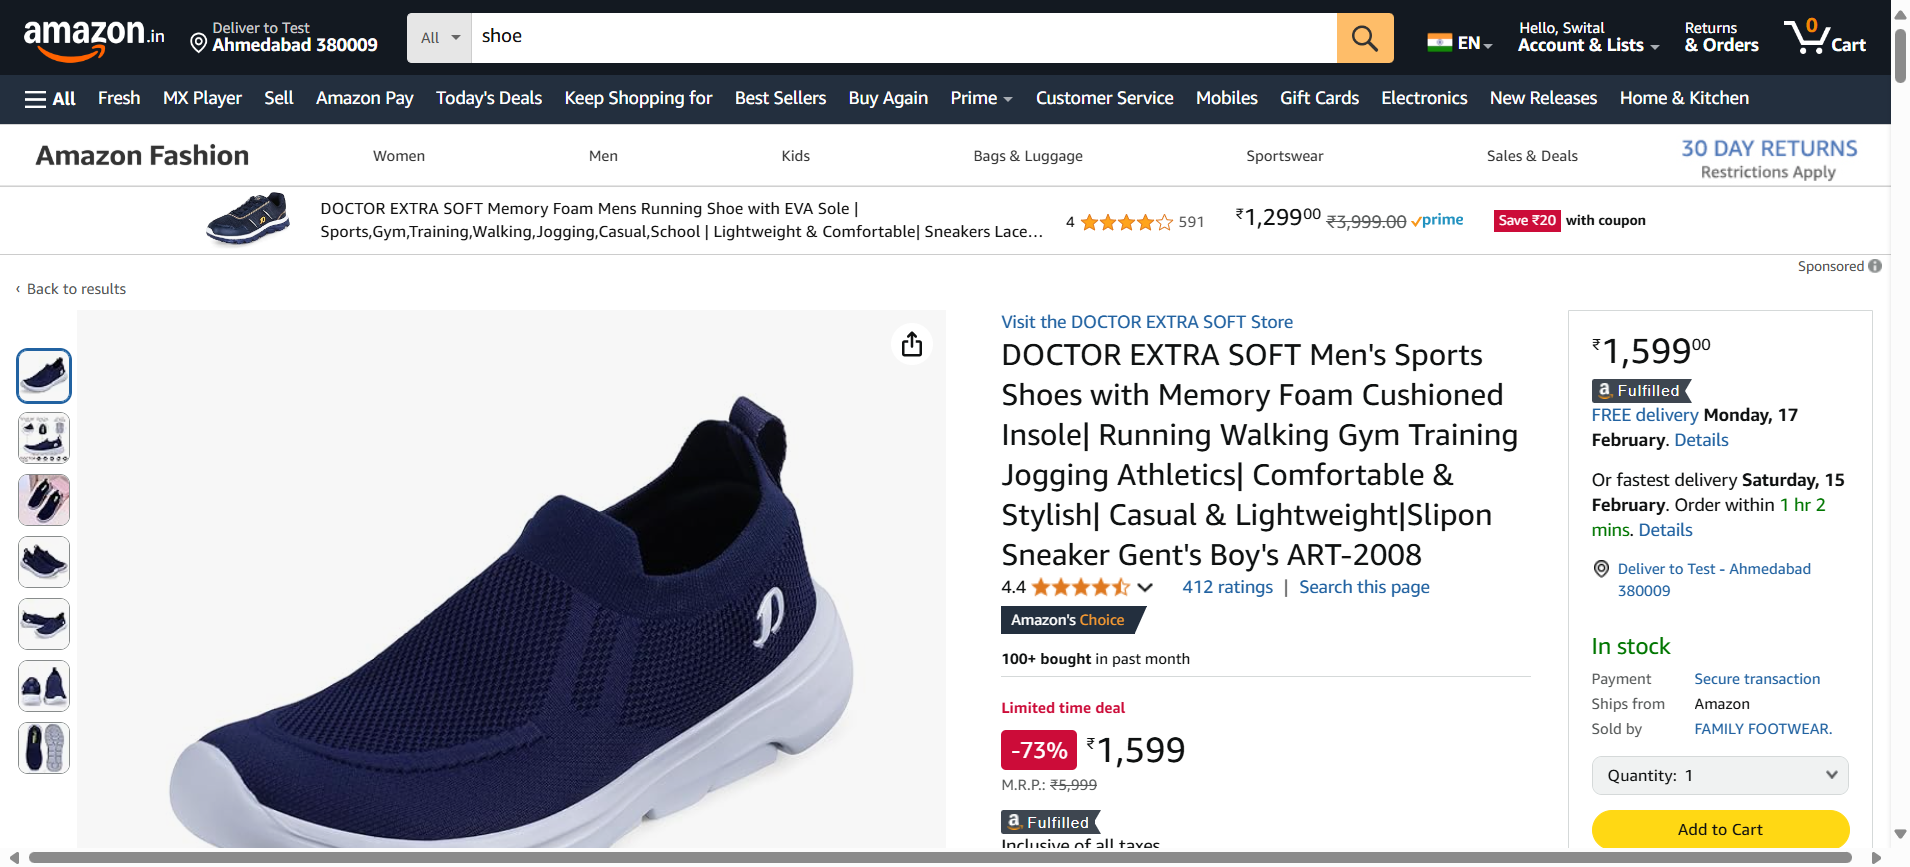 amazon.in
Deliver to Test
Ahmedabad 380009
All
shoe
EN
Hello, Swital
Account & Lists
Returns
& Orders
0
Cart
All
Fresh
MX Player
Sell
Amazon Pay
Today's Deals
Keep Shopping for
Best Sellers
Buy Again
Prime
Customer Service
Mobiles
Gift Cards
Electronics
New Releases
Home & Kitchen
Amazon Fashion
Women
Men
Kids
Bags & Luggage
Sportswear
Sales & Deals
30 DAY RETURNS
Restrictions Apply
DOCTOR EXTRA SOFT Memory Foam Mens Running Shoe with EVA Sole |
Sports,Gym,Training,Walking,Jogging,Casual,School | Lightweight & Comfortable| Sneakers Lace...
4
591
₹1,29900
₹3,999.00
prime
Save ₹20 with coupon
Sponsored
‹ Back to results
Visit the DOCTOR EXTRA SOFT Store
DOCTOR EXTRA SOFT Men's Sports
Shoes with Memory Foam Cushioned
Insole| Running Walking Gym Training
Jogging Athletics| Comfortable &
Stylish| Casual & Lightweight|Slipon
Sneaker Gent's Boy's ART-2008
4.4
412 ratings | Search this page
Amazon's Choice
100+ bought in past month
Limited time deal
-73% ₹1,599
M.R.P.: ₹5,999
a Fulfilled
Inclusive of all taxes
₹1,59900
a Fulfilled
FREE delivery Monday, 17
February. Details
Or fastest delivery Saturday, 15
February. Order within 1 hr 2
mins. Details
Deliver to Test - Ahmedabad
380009
In stock
Payment Secure transaction
Ships from Amazon
Sold by FAMILY FOOTWEAR.
Quantity: 1
Add to Cart